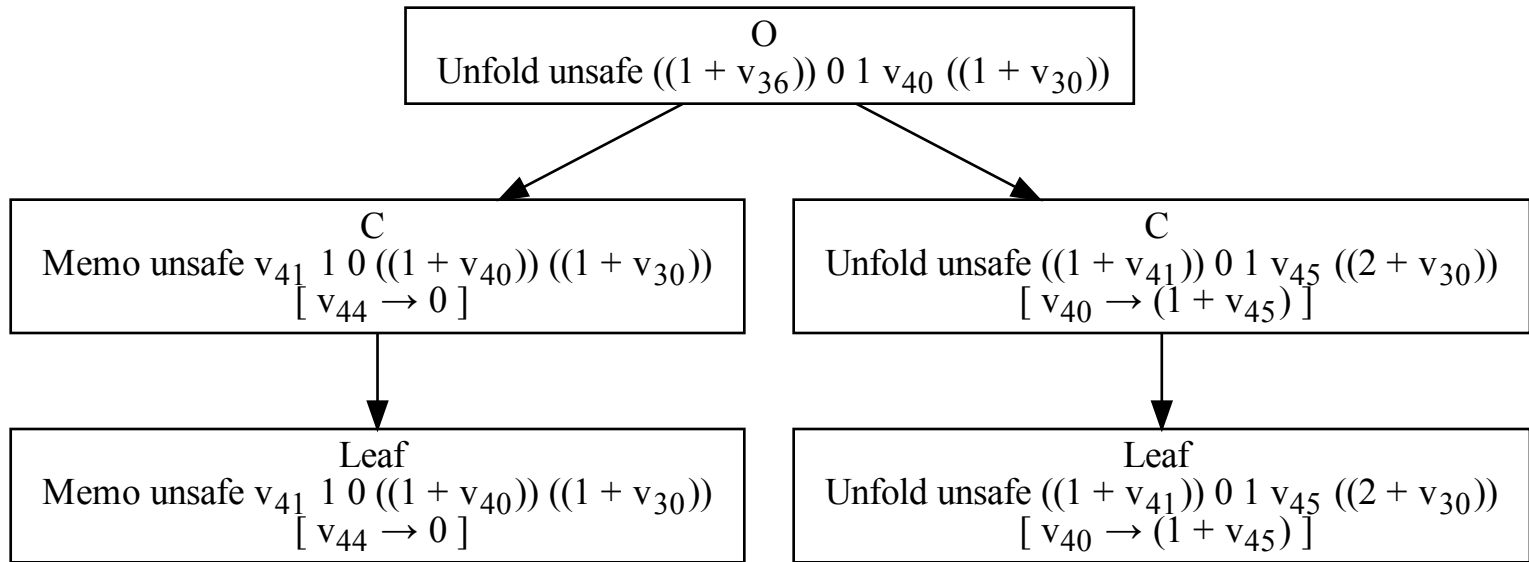 O
Unfold unsafe ((1 + v₃₆)) 0 1 v₄₀ ((1 + v₃₀))
C
Memo unsafe v₄₁ 1 0 ((1 + v₄₀)) ((1 + v₃₀))
[ v₄₄ → 0 ]
C
Unfold unsafe ((1 + v₄₁)) 0 1 v₄₅ ((2 + v₃₀))
[ v₄₀ → (1 + v₄₅) ]
Leaf
Memo unsafe v₄₁ 1 0 ((1 + v₄₀)) ((1 + v₃₀))
[ v₄₄ → 0 ]
Leaf
Unfold unsafe ((1 + v₄₁)) 0 1 v₄₅ ((2 + v₃₀))
[ v₄₀ → (1 + v₄₅) ]